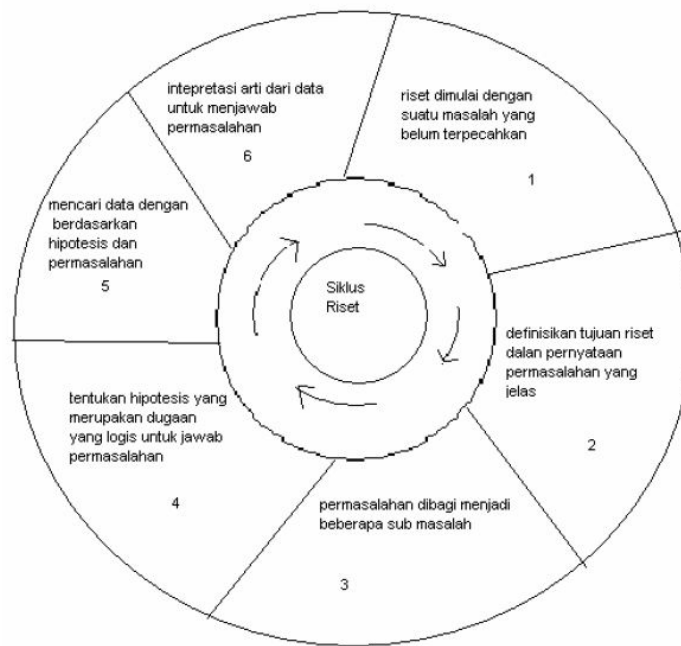 riset dimulai dengan
suatu masalah yang
belum terpecahkan
1
definisikan tujuan riset
dalan pernyataan
permasalahan yang
jelas
2
permasalahan dibagi menjadi
beberapa sub masalah
3
tentukan hipotesis yang
merupakan dugaan
yang logis untuk jawab
permasalahan
4
mencari data dengan
berdasarkan
hipotesis dan
permasalahan
5
intepretasi arti dari data
untuk menjawab
permasalahan
6
Siklus
Riset